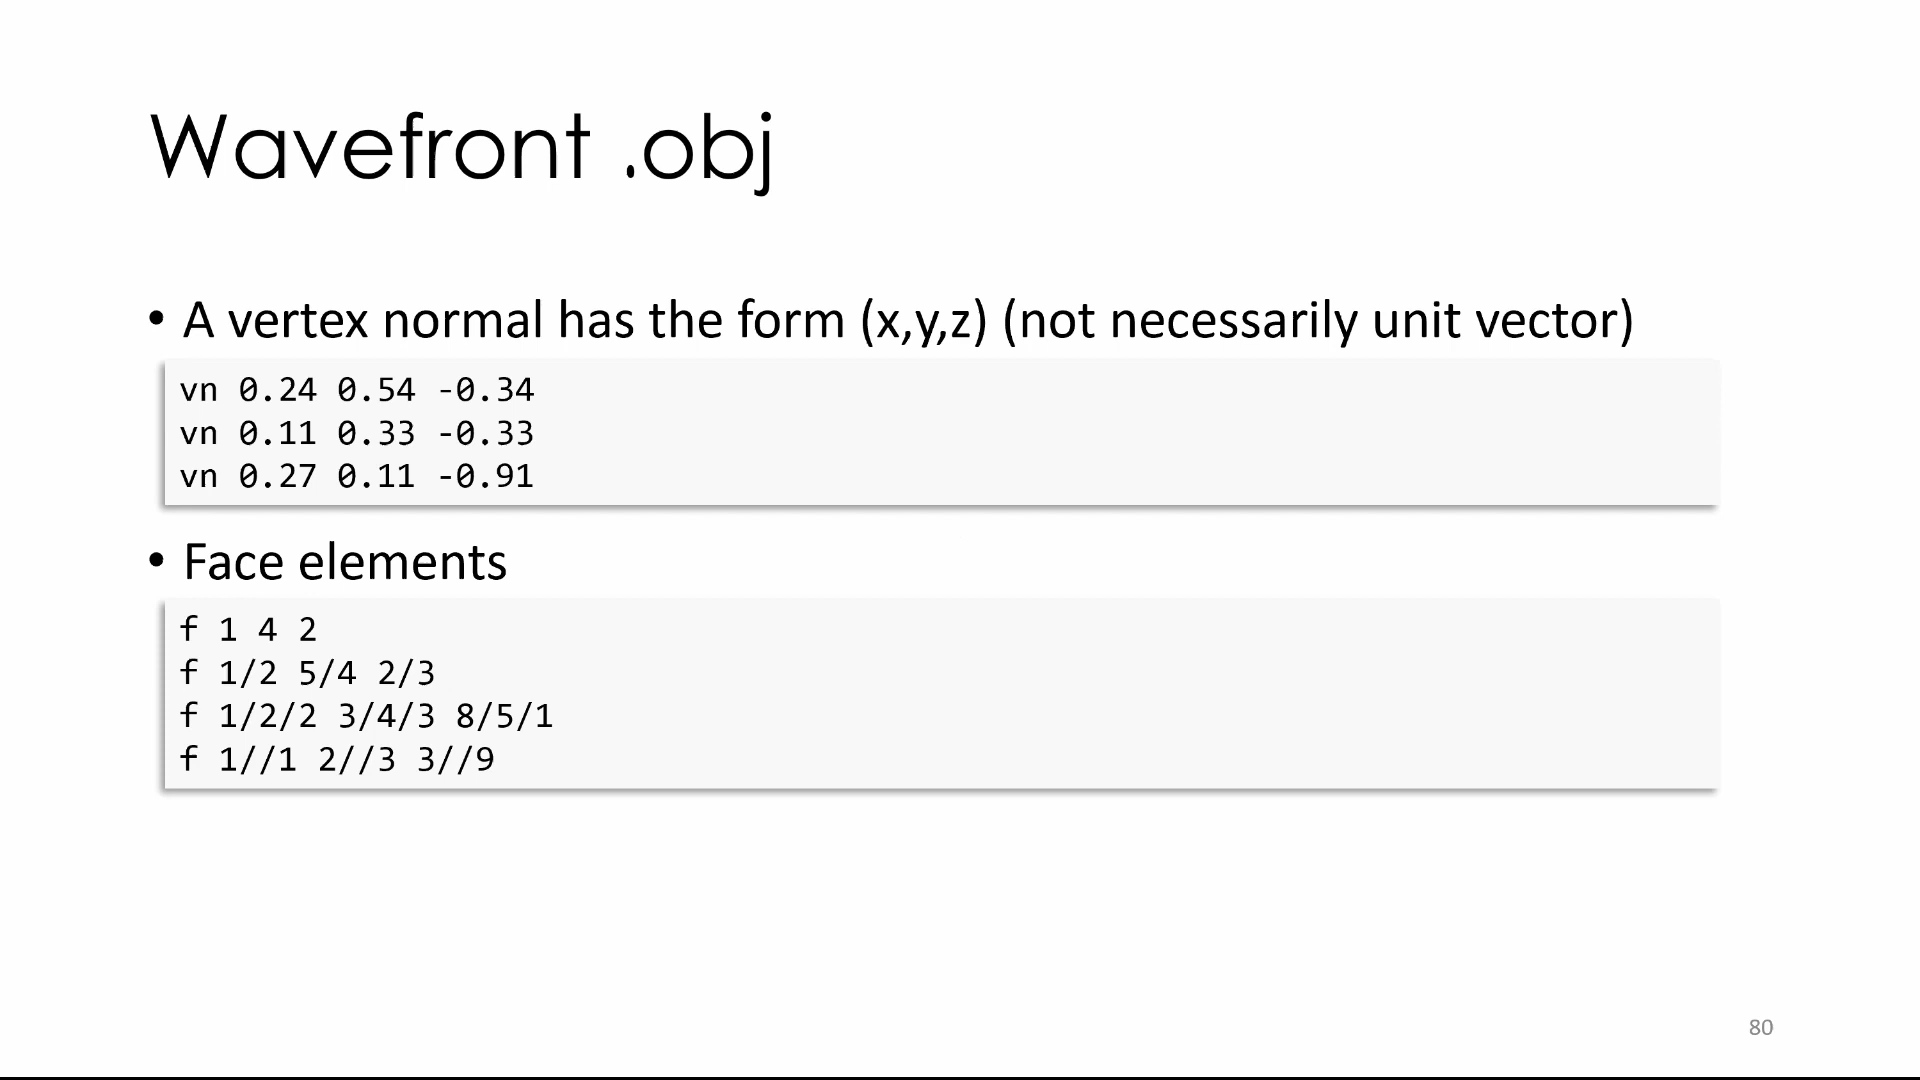 Wavefront .obj
• A vertex normal has the form (x,y,z) (not necessarily unit vector)
vn 0.24 0.54 -0.34
vn 0.11 0.33 -0.33
vn 0.27 0.11 -0.91
• Face elements
f 1 4 2
f 1/2 5/4 2/3
f 1/2/2 3/4/3 8/5/1
f 1//1 2//3 3//9
80